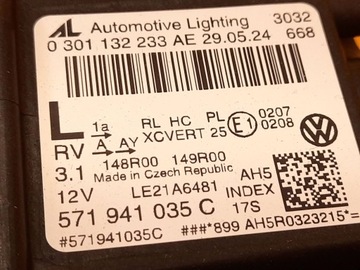 AL Automotive Lighting 3032
0 301 132 233 AE 29.05.24 668
L 1a RL HC PL E1 0207
RV A AY XCVERT 25 0208
3.1 148R00 149R00
Made in Czech Republic
12V LE21A6481 AH5
571 941 035 C INDEX
17S
#571941035C ###*899 AH5R0323215*=